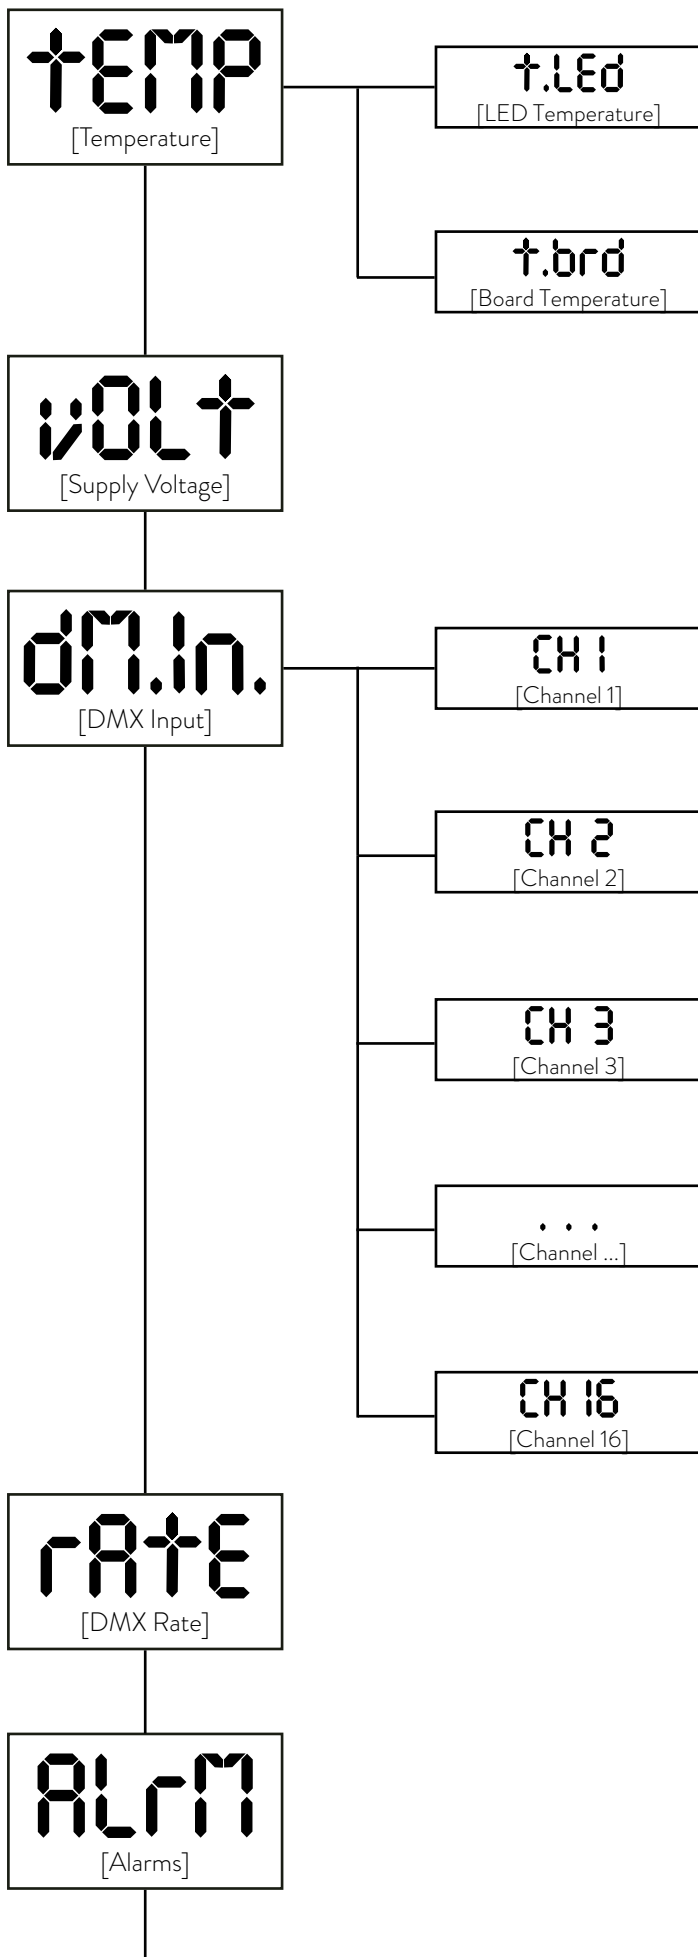 tEMP
[Temperature]
t.LEd
[LED Temperature]
t.brd
[Board Temperature]
vOLt
[Supply Voltage]
dM.In.
[DMX Input]
CH 1
[Channel 1]
CH 2
[Channel 2]
CH 3
[Channel 3]
. . .
[Channel ...]
CH 16
[Channel 16]
rAtE
[DMX Rate]
ALrM
[Alarms]